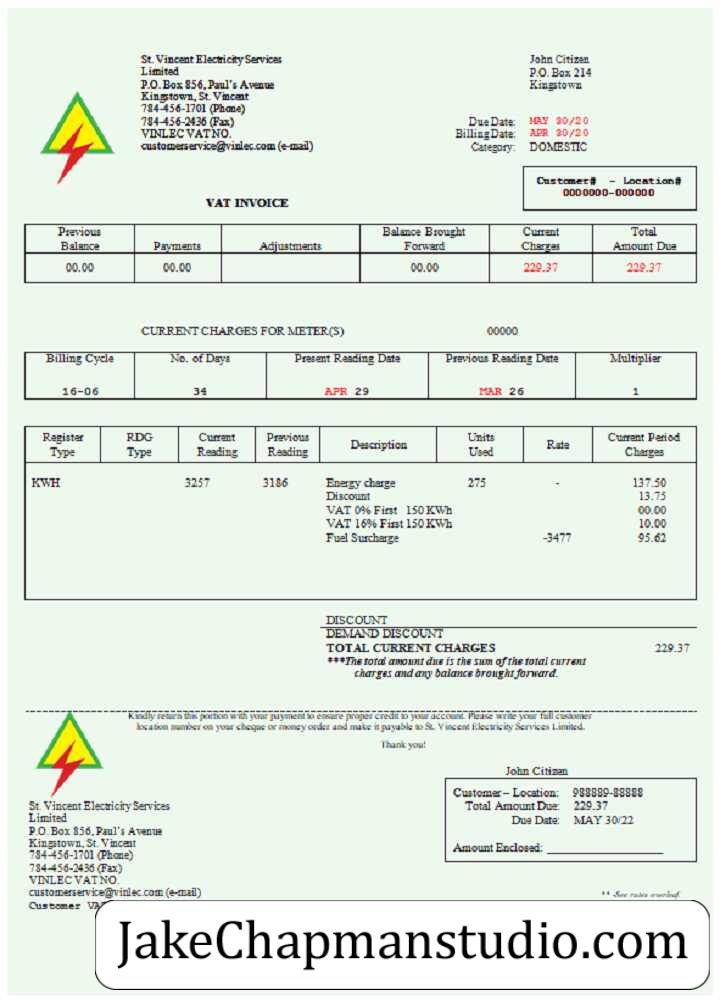 St. Vincent Electricity Services
Limited
P.O. Box 856, Paul's Avenue
Kingstown, St. Vincent
784-456-1701 (Phone)
784-456-2436 (Fax)
VINLEC VAT NO.
customerservice@vinlec.com (e-mail)
John Citizen
P.O. Box 214
Kingstown
Due Date: MAY 30/20
Billing Date: APR 30/20
Category: DOMESTIC
Customer# - Location#
0000000-000000
VAT INVOICE
Previous Balance Payments Adjustments Balance Brought Forward Current Charges Total Amount Due
00.00 00.00 00.00 229.37 229.37
CURRENT CHARGES FOR METER(S) 00000
Billing Cycle No. of Days Present Reading Date Previous Reading Date Multiplier
16-06 34 APR 29 MAR 26 1
Register Type RDG Type Current Reading Previous Reading Description Units Used Rate Current Period Charges
KWH 3257 3186 Energy charge 275 - 137.50
Discount 13.75
VAT 0% First 150 KWh 00.00
VAT 16% First 150 KWh 10.00
Fuel Surcharge -3477 95.62
DISCOUNT
DEMAND DISCOUNT
TOTAL CURRENT CHARGES 229.37
***The total amount due is the sum of the total current
charges and any balance brought forward.
Kindly return this portion with your payment to ensure proper credit to your account. Please write your full customer
location number on your cheque or money order and make it payable to St. Vincent Electricity Services Limited.
Thank you!
John Citizen
Customer – Location: 988889-88888
Total Amount Due: 229.37
Due Date: MAY 30/22
Amount Enclosed:
St. Vincent Electricity Services
Limited
P.O. Box 856, Paul's Avenue
Kingstown, St. Vincent
784-456-1701 (Phone)
784-456-2436 (Fax)
VINLEC VAT NO.
customerservice@vinlec.com (e-mail)
** See rates overleaf
Customer
JakeChapmanstudio.com